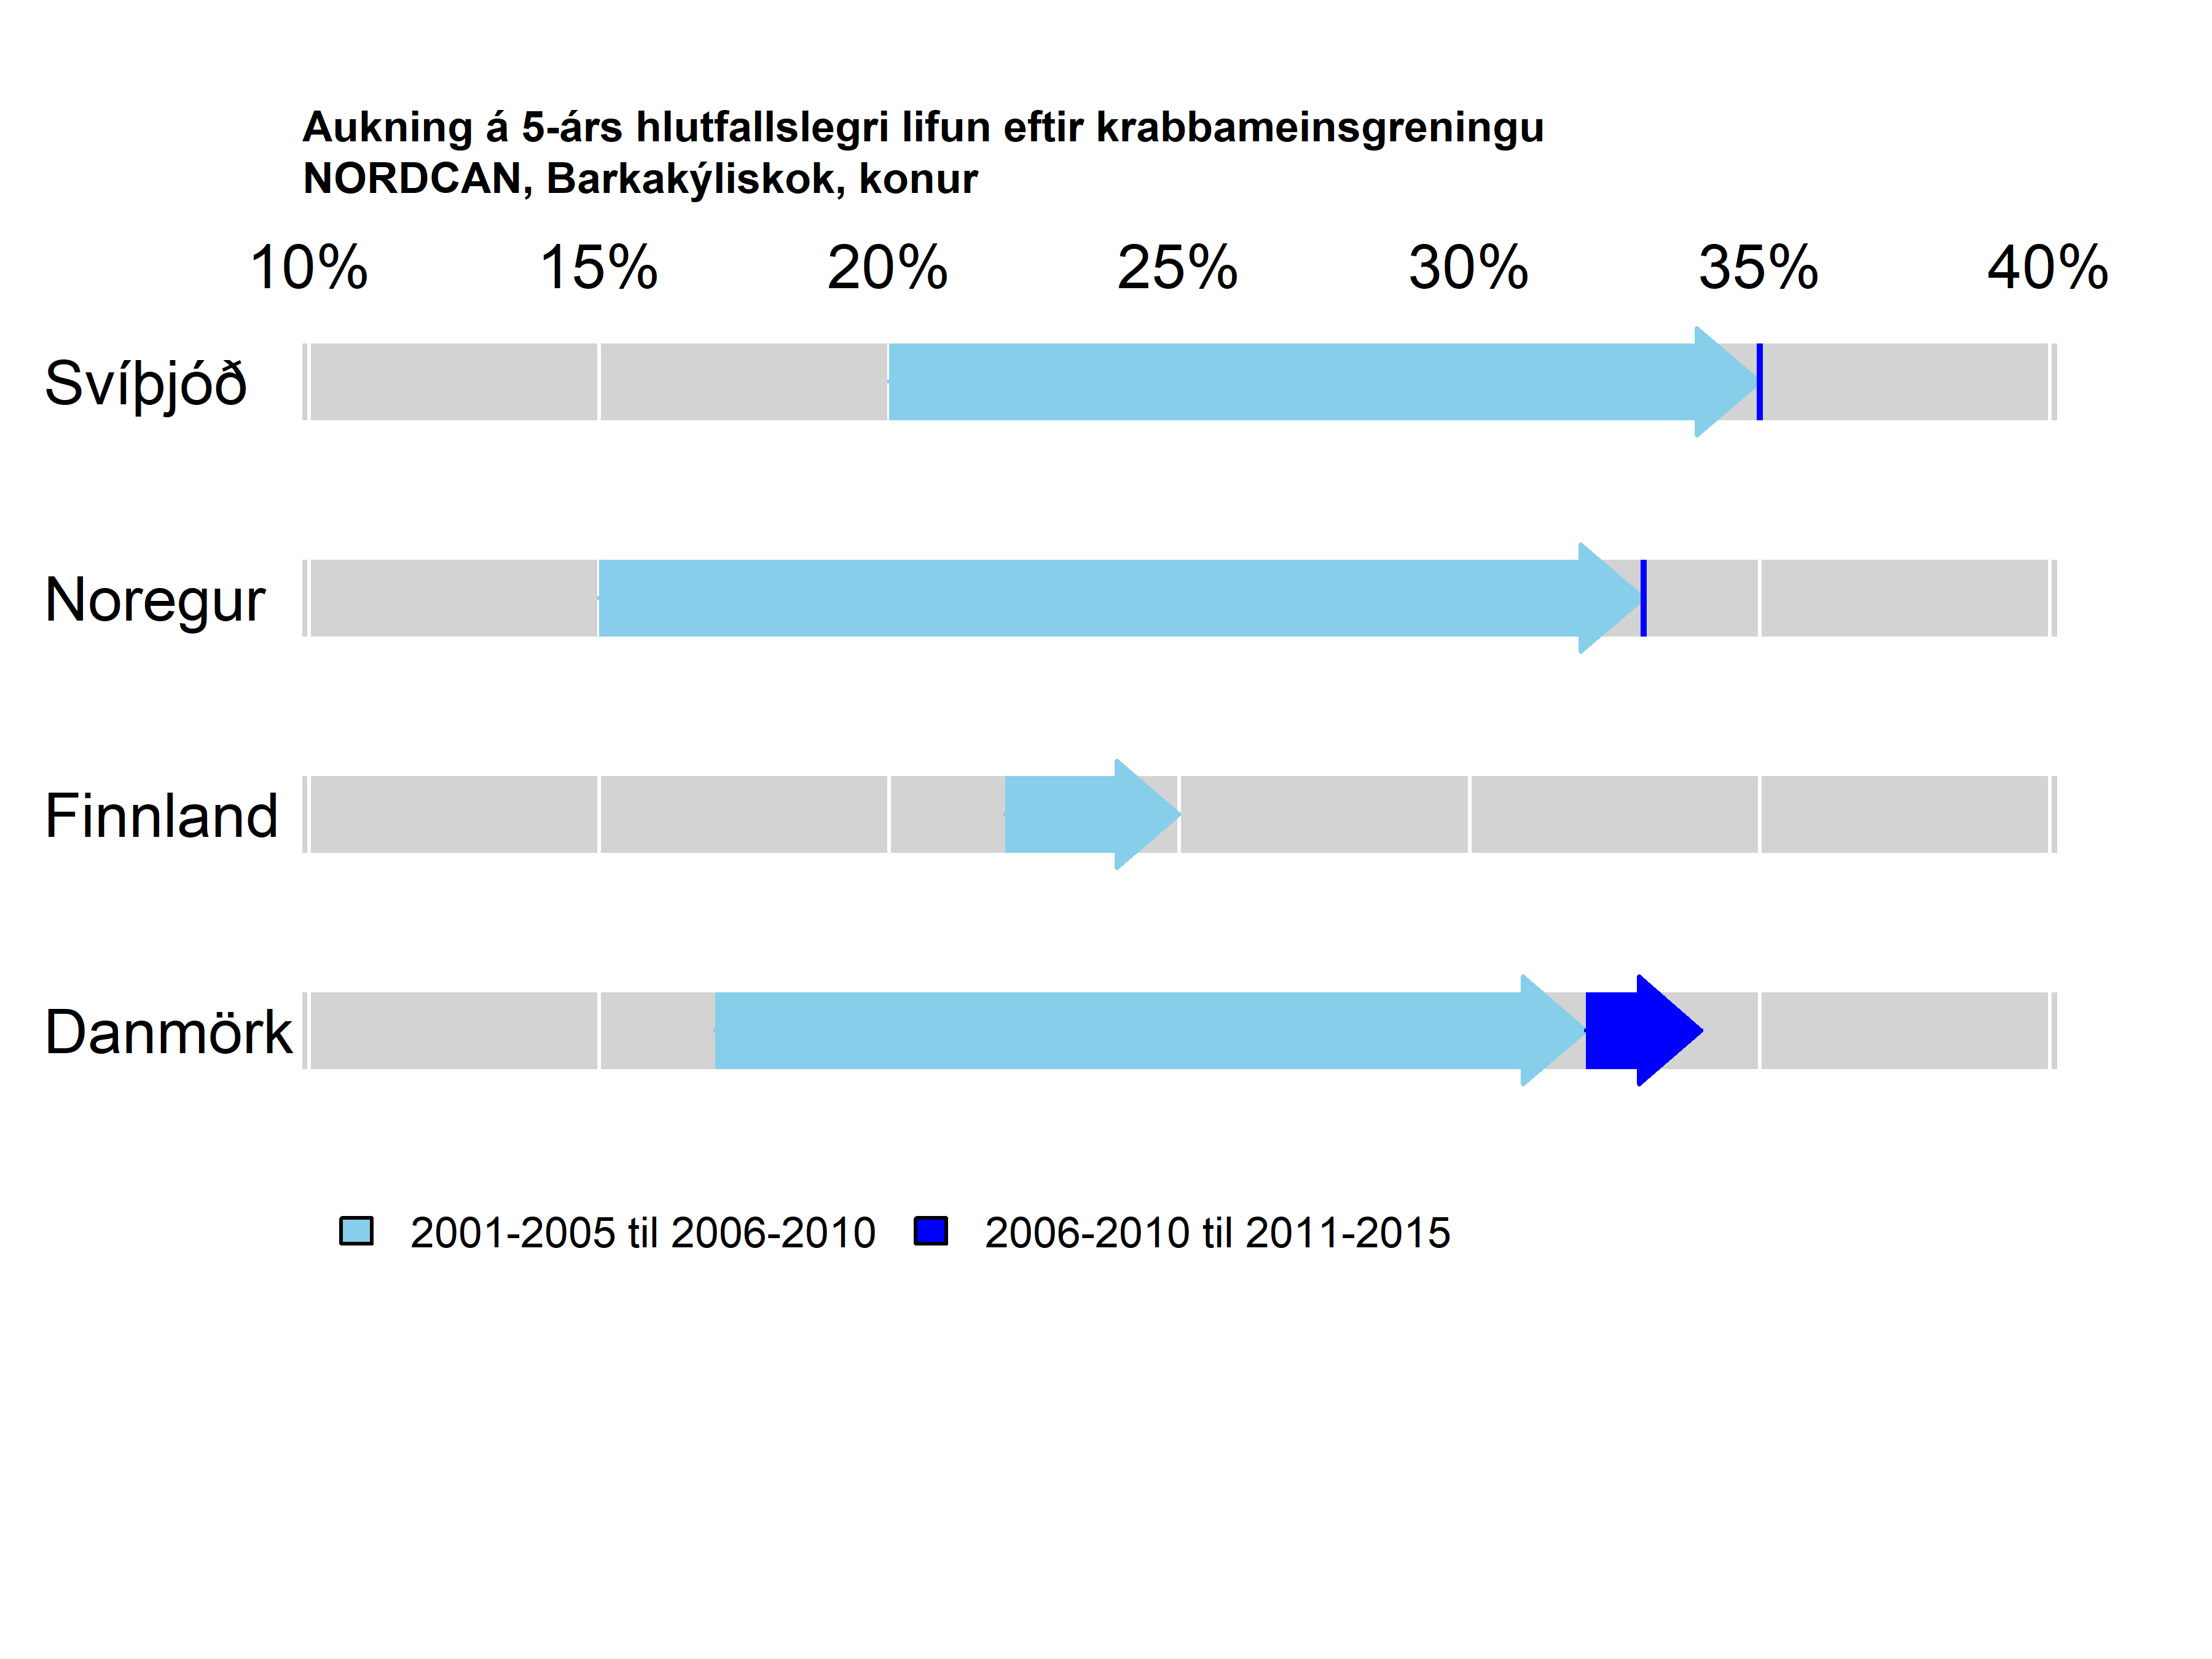 Aukning á 5-árs hlutfallslegri lifun eftir krabbameinsgreningu
NORDCAN, Barkakýliskok, konur
10% 15% 20% 25% 30% 35% 40%
Svíþjóð
Noregur
Finnland
Danmörk
2001-2005 til 2006-2010 2006-2010 til 2011-2015